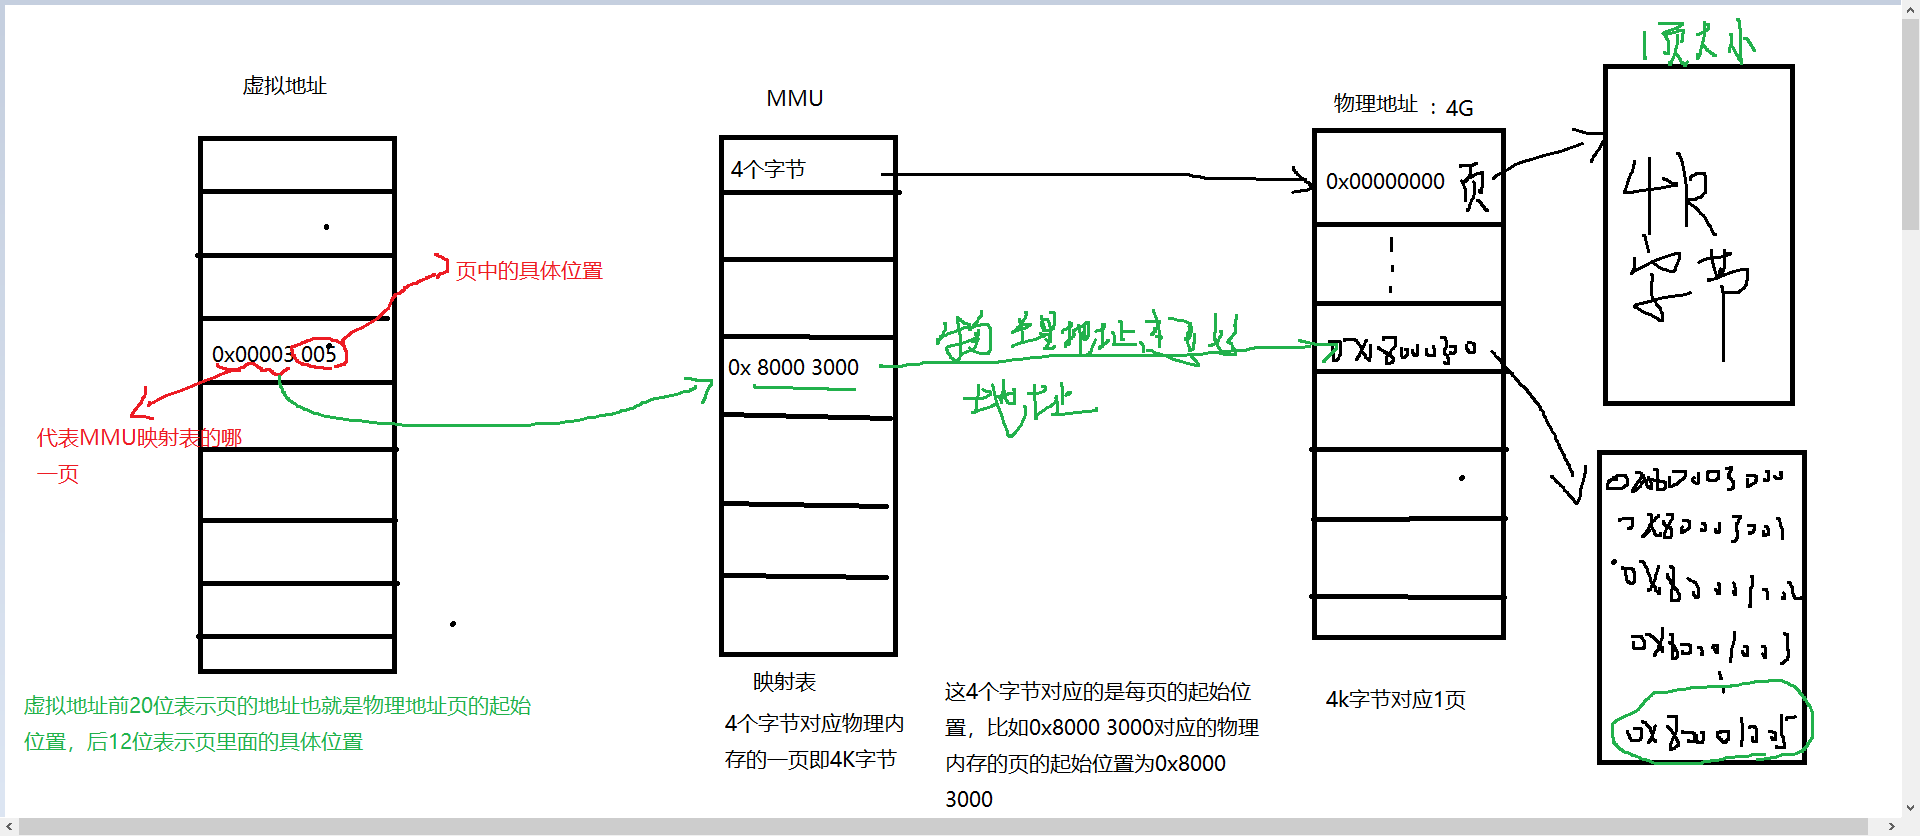 虚拟地址
0x00003 005
页中的具体位置
代表MMU映射表的哪
一页
虚拟地址前20位表示页的地址也就是物理地址页的起始
位置，后12位表示页里面的具体位置
MMU
4个字节
0x 8000 3000
映射表
4个字节对应物理内
存的一页即4K字节
物理地址
地址
这4个字节对应的是每页的起始位
置，比如0x8000 3000对应的物理
内存的页的起始位置为0x8000
3000
物理地址 ：4G
0x00000000 页
4k字节对应1页
1页大小
4K
字节
0x80003001